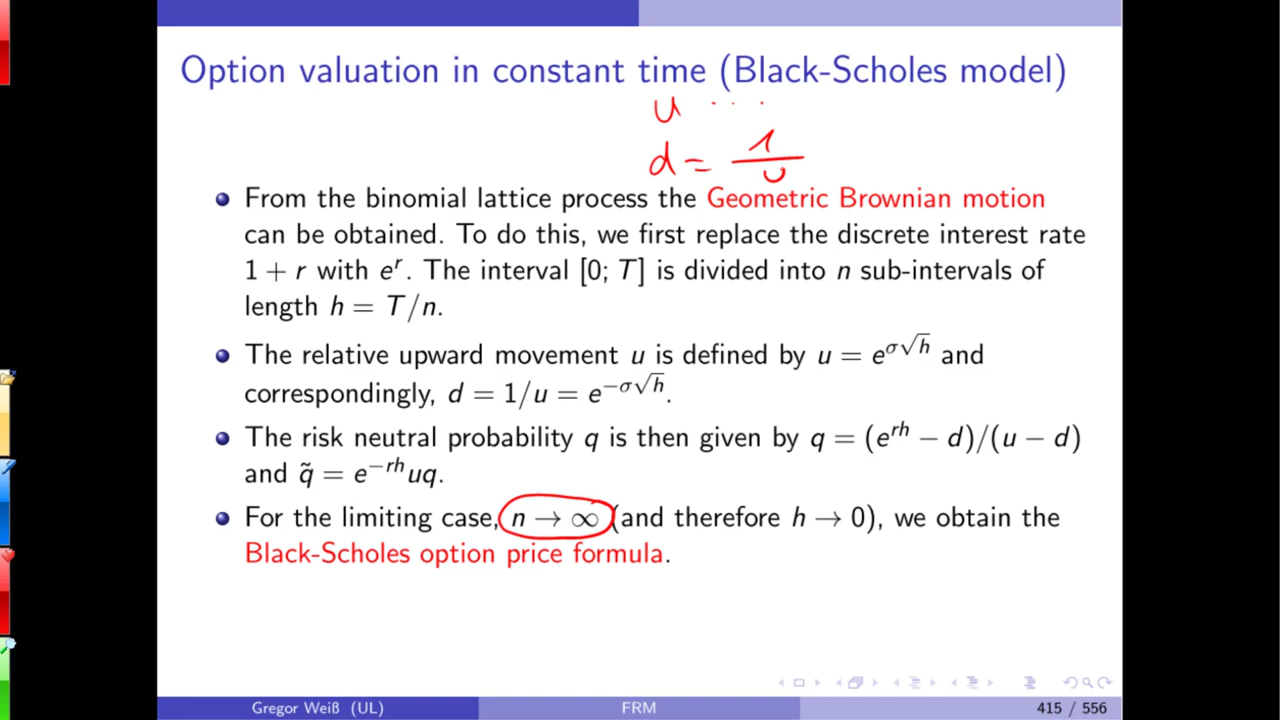 Option valuation in constant time (Black-Scholes model)
u ...
d = 1/u
From the binomial lattice process the Geometric Brownian motion
can be obtained. To do this, we first replace the discrete interest rate
1 + r with e^r. The interval [0; T] is divided into n sub-intervals of
length h = T/n.
The relative upward movement u is defined by u = e^{σ√h} and
correspondingly, d = 1/u = e^{−σ√h}.
The risk neutral probability q is then given by q = (e^{rh} − d)/(u − d)
and q̃ = e^{−rh}uq.
For the limiting case, n → ∞ (and therefore h → 0), we obtain the
Black-Scholes option price formula.
Gregor Weiß (UL) FRM 415 / 556